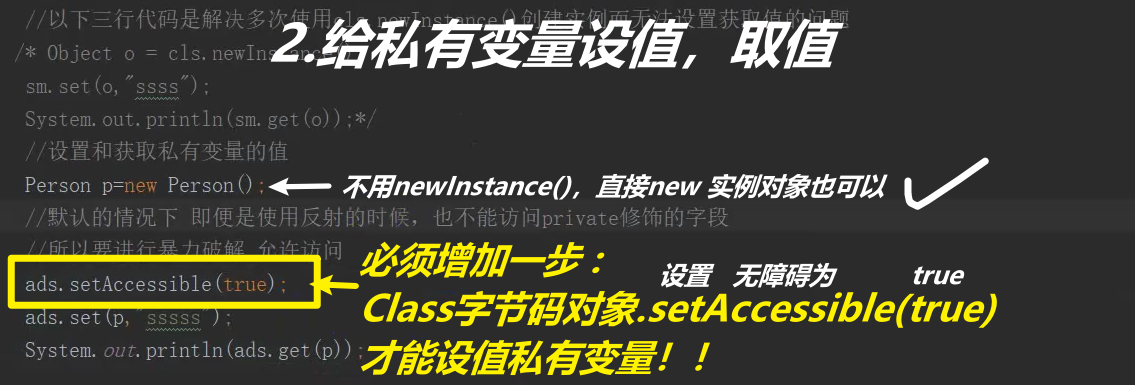 //以下三行代码是解决多次使用cls.newInstance()创建实例而无法设置获取值的问题
2.给私有变量设值，取值
/* Object o = cls.newInstance
sm.set(o,"ssss");
System.out.println(sm.get(o));*/
//设置和获取私有变量的值
Person p=new Person(); 不用newInstance()，直接new 实例对象也可以
//默认的情况下 即便是使用反射的时候，也不能访问private修饰的字段
//所以要进行暴力破解 允许访问
必须增加一步：
设置 无障碍为 true
ads.setAccessible(true);
Class字节码对象.setAccessible(true)
ads.set(p,"sssss");
System.out.println(ads.get(p));
才能设值私有变量！！